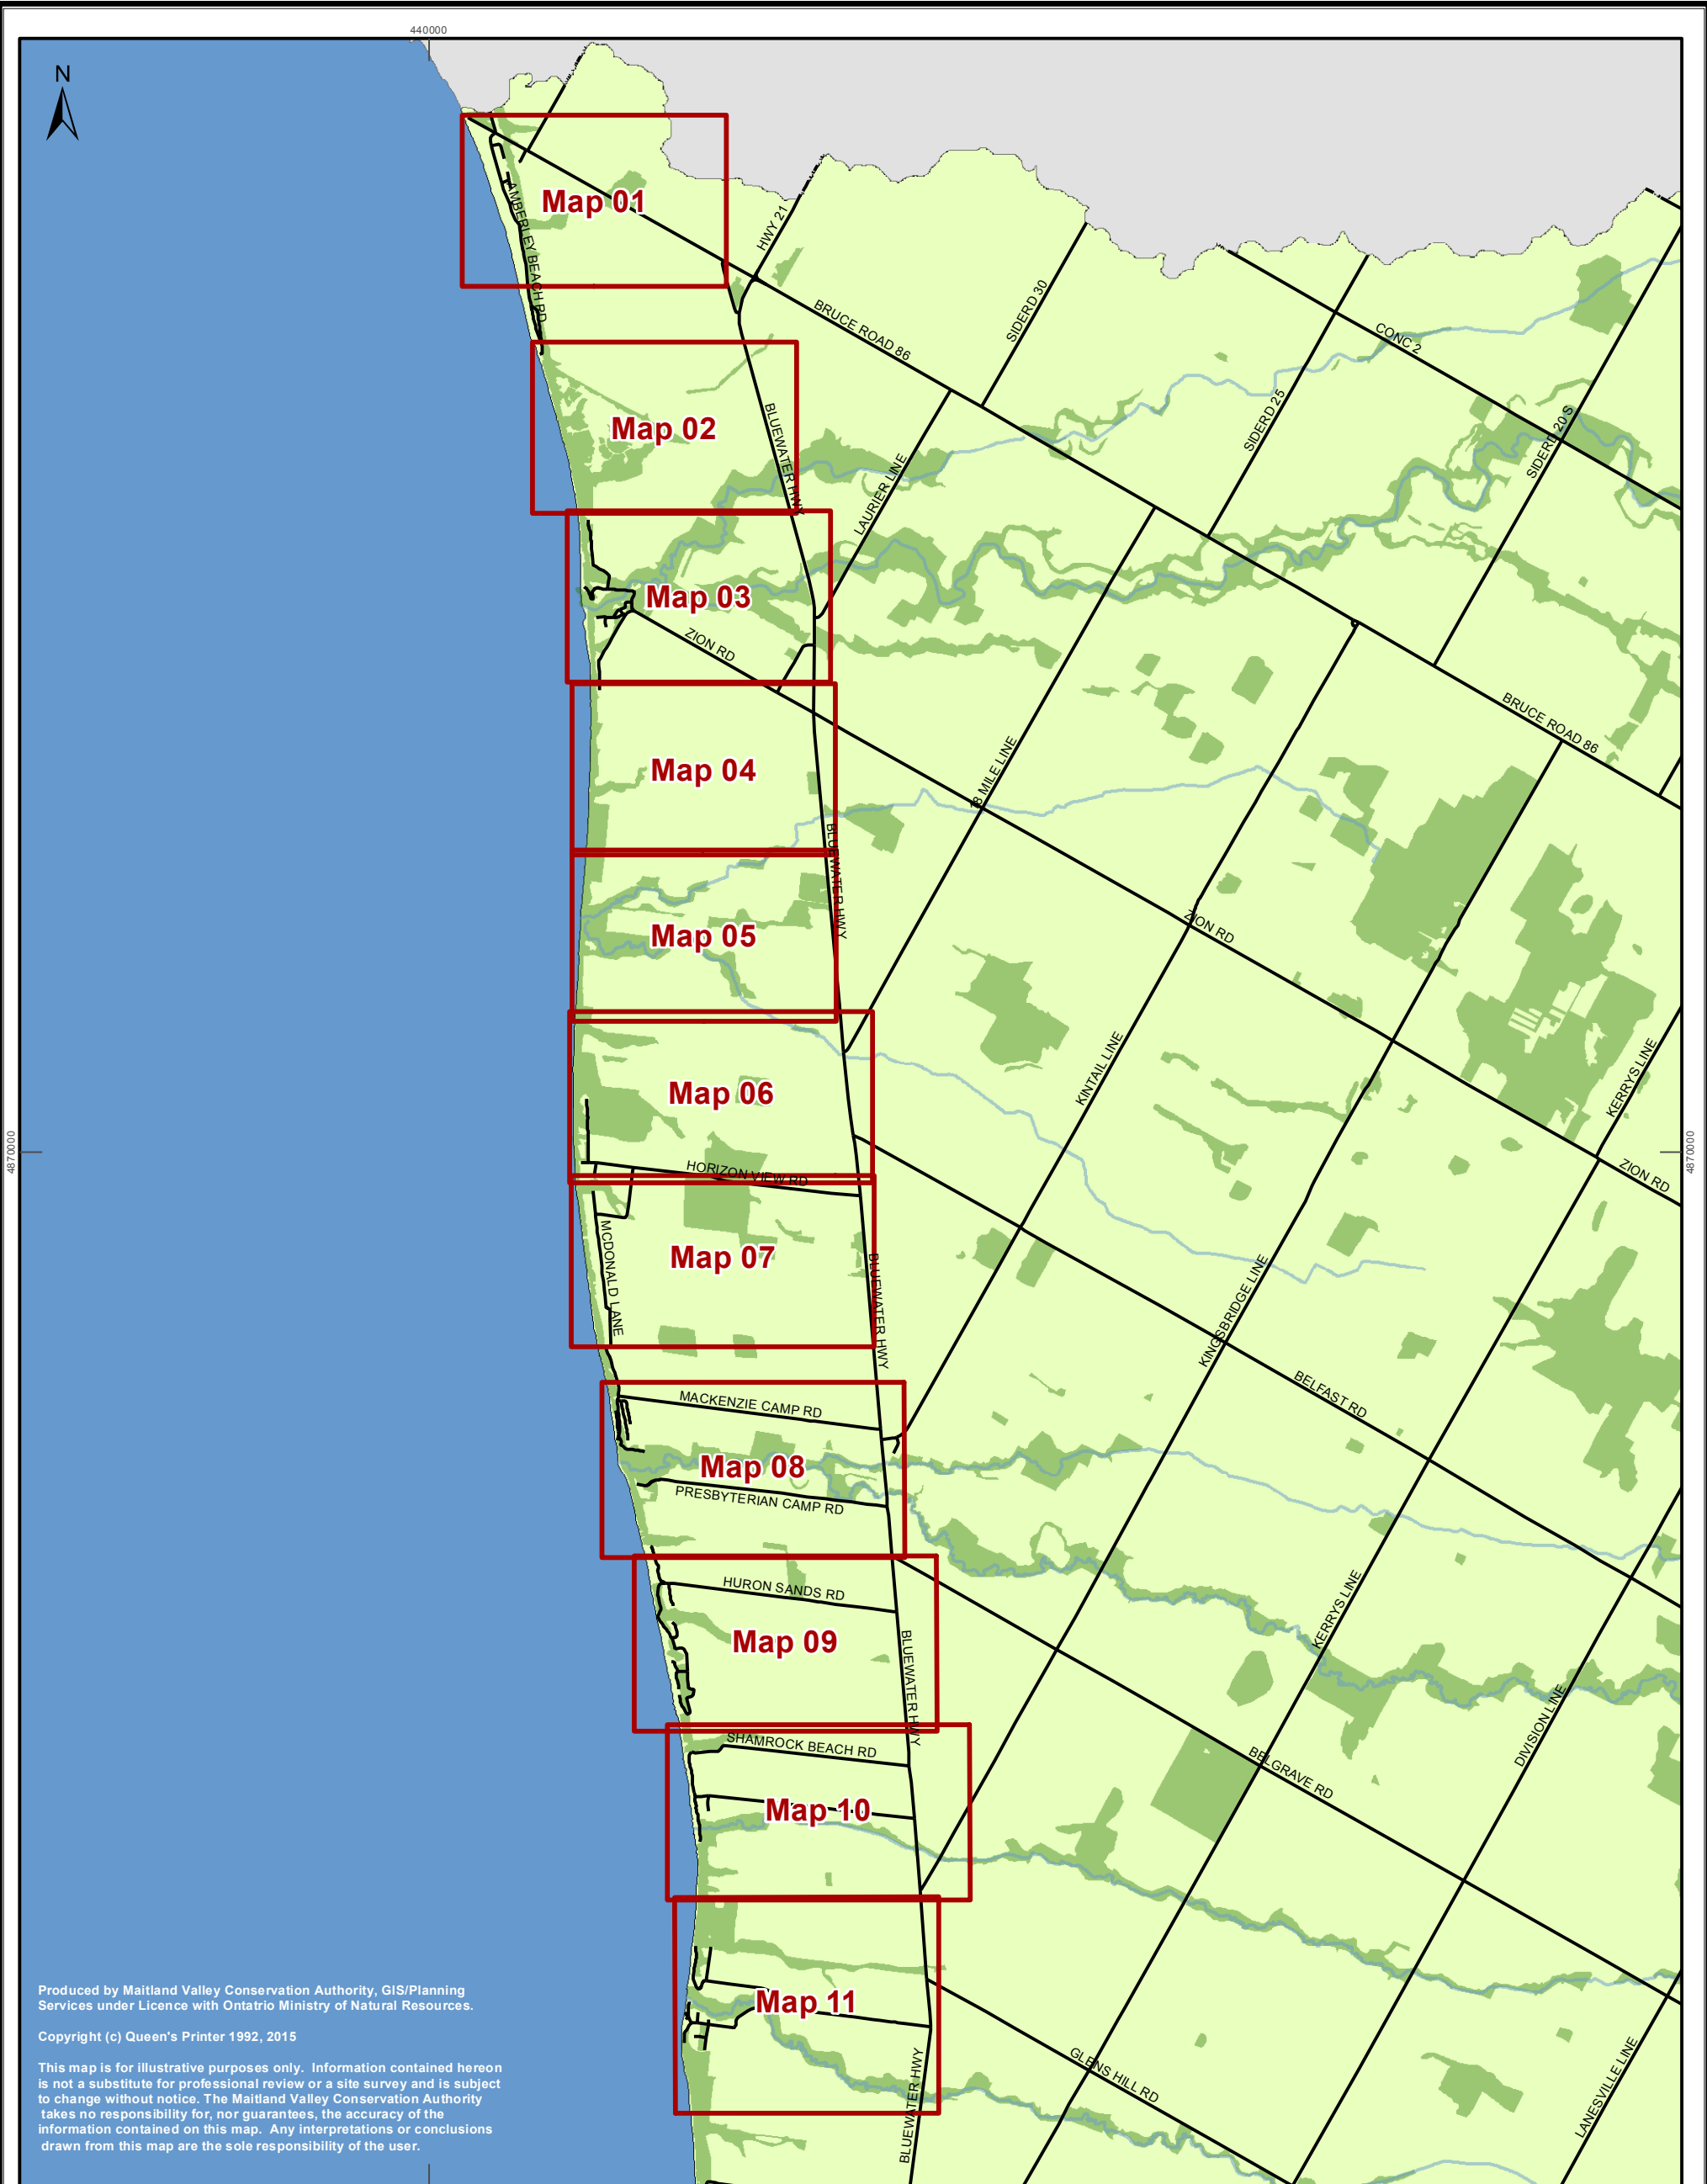 440000
N
Map 01
AMBERLEY BEACH RD
HWY 21
BRUCE ROAD 86
SIDERD 30
CONC 2
SIDERD 25
SIDERD 20 S
Map 02
BLUEWATER HWY
LAURIER LINE
Map 03
ZION RD
BRUCE ROAD 86
18 MILE LINE
Map 04
BLUEWATER HWY
Map 05
ZION RD
KINTAIL LINE
KERRYS LINE
Map 06
4870000
4870000
HORIZON VIEW RD
ZION RD
MCDONALD LANE
Map 07
BLUEWATER HWY
KINGSBRIDGE LINE
BELFAST RD
MACKENZIE CAMP RD
Map 08
PRESBYTERIAN CAMP RD
HURON SANDS RD
KERRYS LINE
Map 09
BLUEWATER HWY
DIVISION LINE
SHAMROCK BEACH RD
BELGRAVE RD
Map 10
Map 11
GLENS HILL RD
BLUEWATER HWY
LANESVILLE LINE
Produced by Maitland Valley Conservation Authority, GIS/Planning
Services under Licence with Ontatrio Ministry of Natural Resources.
Copyright (c) Queen's Printer 1992, 2015
This map is for illustrative purposes only.  Information contained hereon
is not a substitute for professional review or a site survey and is subject
to change without notice. The Maitland Valley Conservation Authority
takes no responsibility for, nor guarantees, the accuracy of the
information contained on this map.  Any interpretations or conclusions
drawn from this map are the sole responsibility of the user.